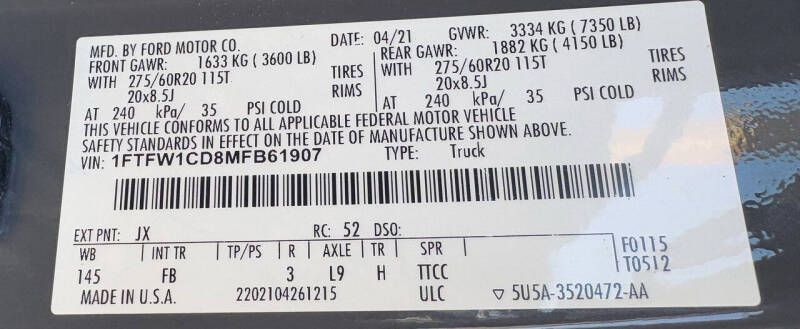 MFD. BY FORD MOTOR CO. DATE: 04/21 GVWR: 3334 KG ( 7350 LB)
FRONT GAWR: 1633 KG ( 3600 LB) REAR GAWR: 1882 KG ( 4150 LB)
WITH 275/60R20 115T TIRES WITH 275/60R20 115T TIRES
20x8.5J RIMS 20x8.5J RIMS
AT 240 kPa/ 35 PSI COLD AT 240 kPa/ 35 PSI COLD
THIS VEHICLE CONFORMS TO ALL APPLICABLE FEDERAL MOTOR VEHICLE
SAFETY STANDARDS IN EFFECT ON THE DATE OF MANUFACTURE SHOWN ABOVE.
VIN: 1FTFW1CD8MFB61907 TYPE: Truck
EXT PNT: JX RC: 52 DSO:
WB INT TR TP/PS R AXLE TR SPR F0115
145 FB 3 L9 H TTCC T0512
MADE IN U.S.A. 2202104261215 ULC ▽ 5U5A-3520472-AA